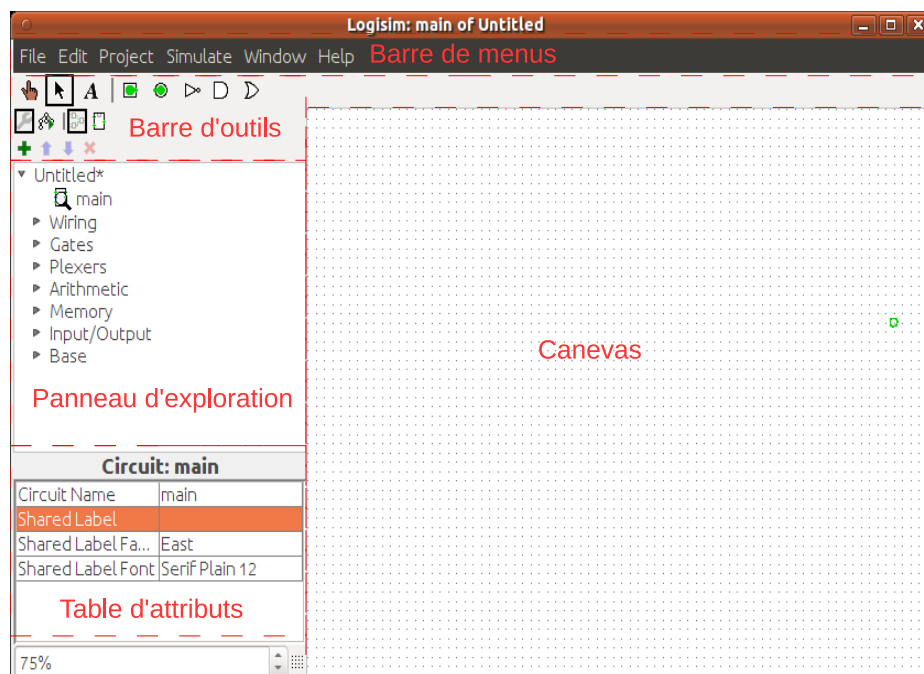 Logisim: main of Untitled
File Edit Project Simulate Window Help Barre de menus
A
Barre d'outils
Untitled*
main
Wiring
Gates
Plexers
Arithmetic
Memory
Input/Output
Base
Canevas
Panneau d'exploration
Circuit: main
Circuit Name main
Shared Label
Shared Label Fa... East
Shared Label Font Serif Plain 12
Table d'attributs
75%